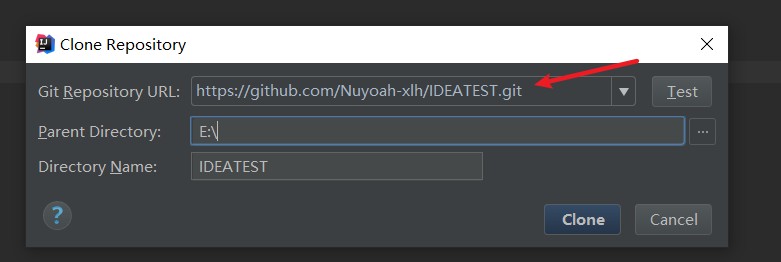 Clone Repository
Git Repository URL: https://github.com/Nuyoah-xlh/IDEATEST.git Test
Parent Directory: E:\ ...
Directory Name: IDEATEST
? Clone Cancel